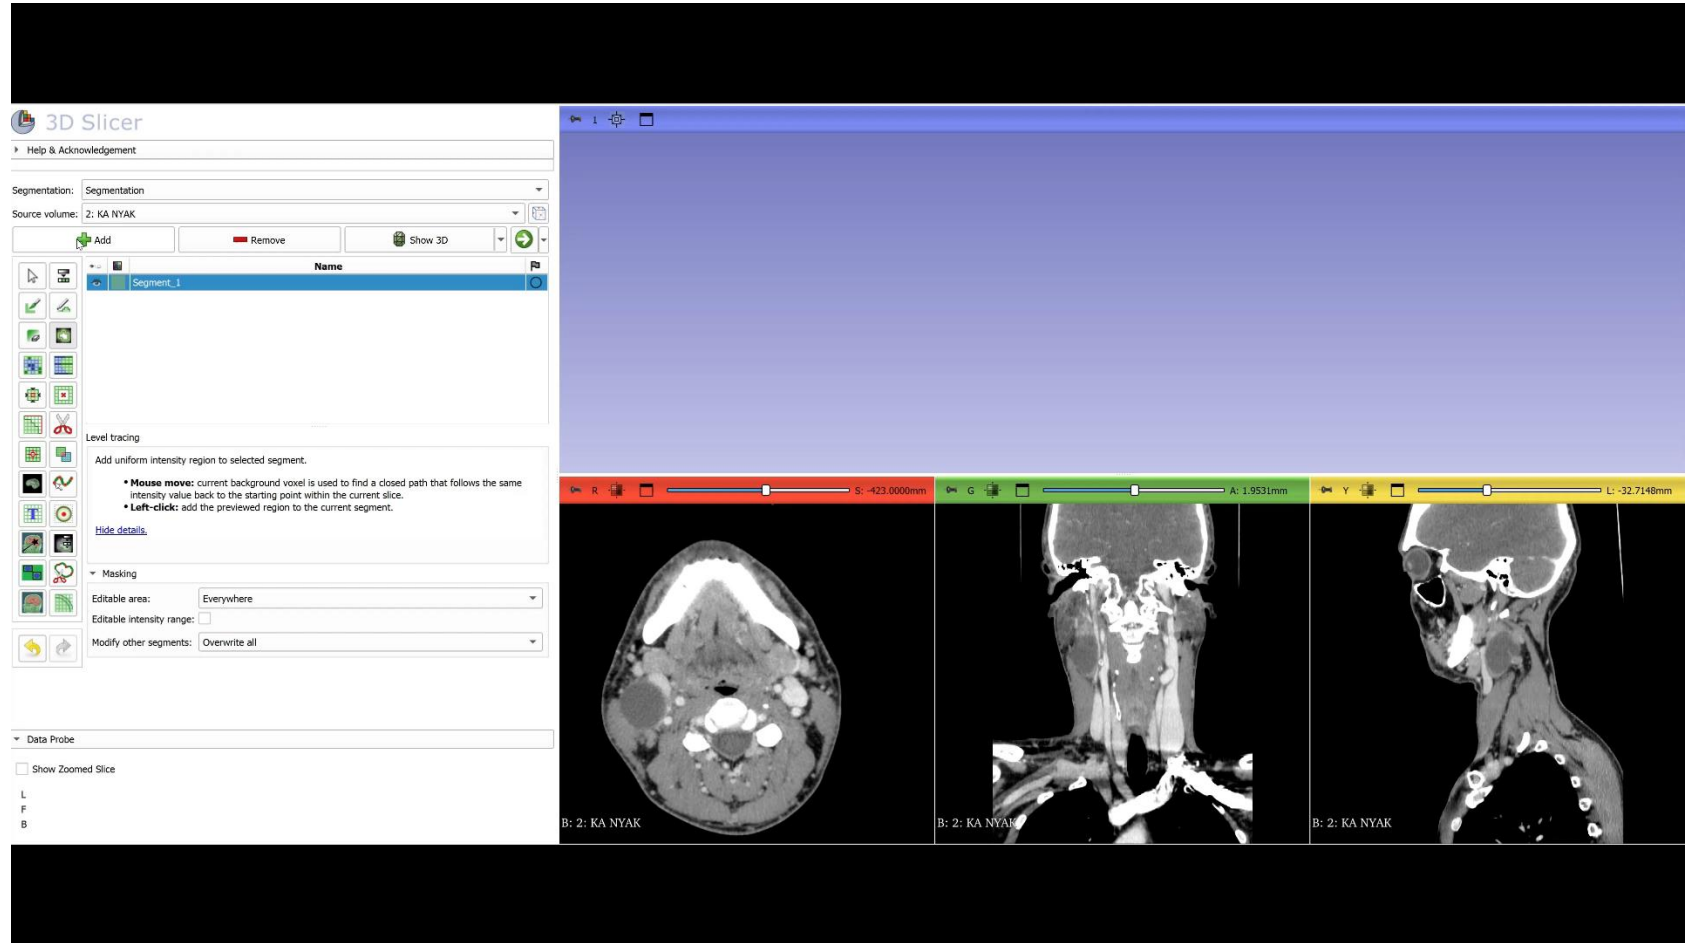 3D Slicer
Help & Acknowledgement
Segmentation: Segmentation
Source volume: 2: KA NYAK
Add Remove Show 3D
Name
Segment_1
Level tracing
Add uniform intensity region to selected segment.
• Mouse move: current background voxel is used to find a closed path that follows the same
intensity value back to the starting point within the current slice.
• Left-click: add the previewed region to the current segment.
Hide details.
Masking
Editable area: Everywhere
Editable intensity range:
Modify other segments: Overwrite all
Data Probe
Show Zoomed Slice
L
F
B
1
R S: -423.0000mm
G A: 1.9531mm
Y L: -32.7148mm
B: 2: KA NYAK
B: 2: KA NYAK
B: 2: KA NYAK